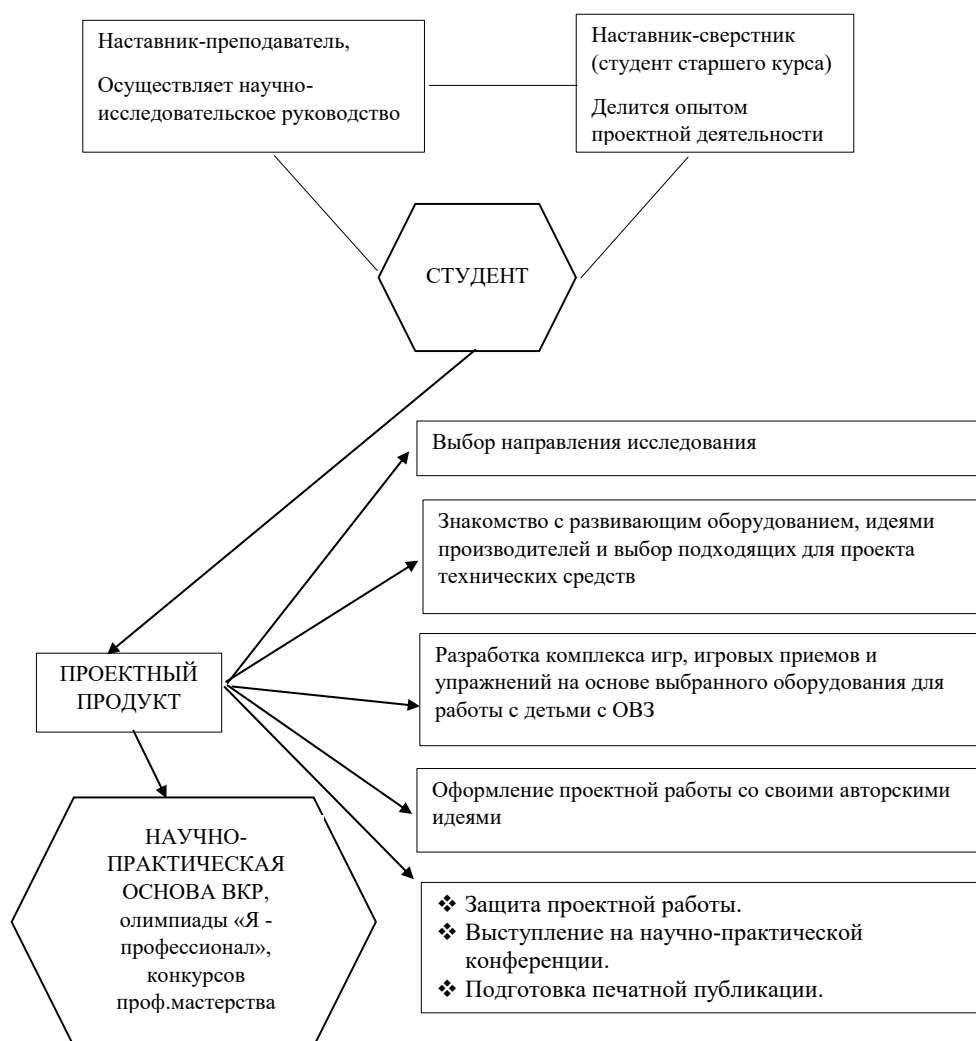 Наставник-преподаватель,
Осуществляет научно-
исследовательское руководство
Наставник-сверстник
(студент старшего курса)
Делится опытом
проектной деятельности
СТУДЕНТ
Выбор направления исследования
Знакомство с развивающим оборудованием, идеями
производителей и выбор подходящих для проекта
технических средств
ПРОЕКТНЫЙ
ПРОДУКТ
Разработка комплекса игр, игровых приемов и
упражнений на основе выбранного оборудования для
работы с детьми с ОВЗ
Оформление проектной работы со своими авторскими
идеями
НАУЧНО-
ПРАКТИЧЕСКАЯ
ОСНОВА ВКР,
олимпиады «Я -
профессионал»,
конкурсов
проф.мастерства
❖ Защита проектной работы.
❖ Выступление на научно-практической
конференции.
❖ Подготовка печатной публикации.